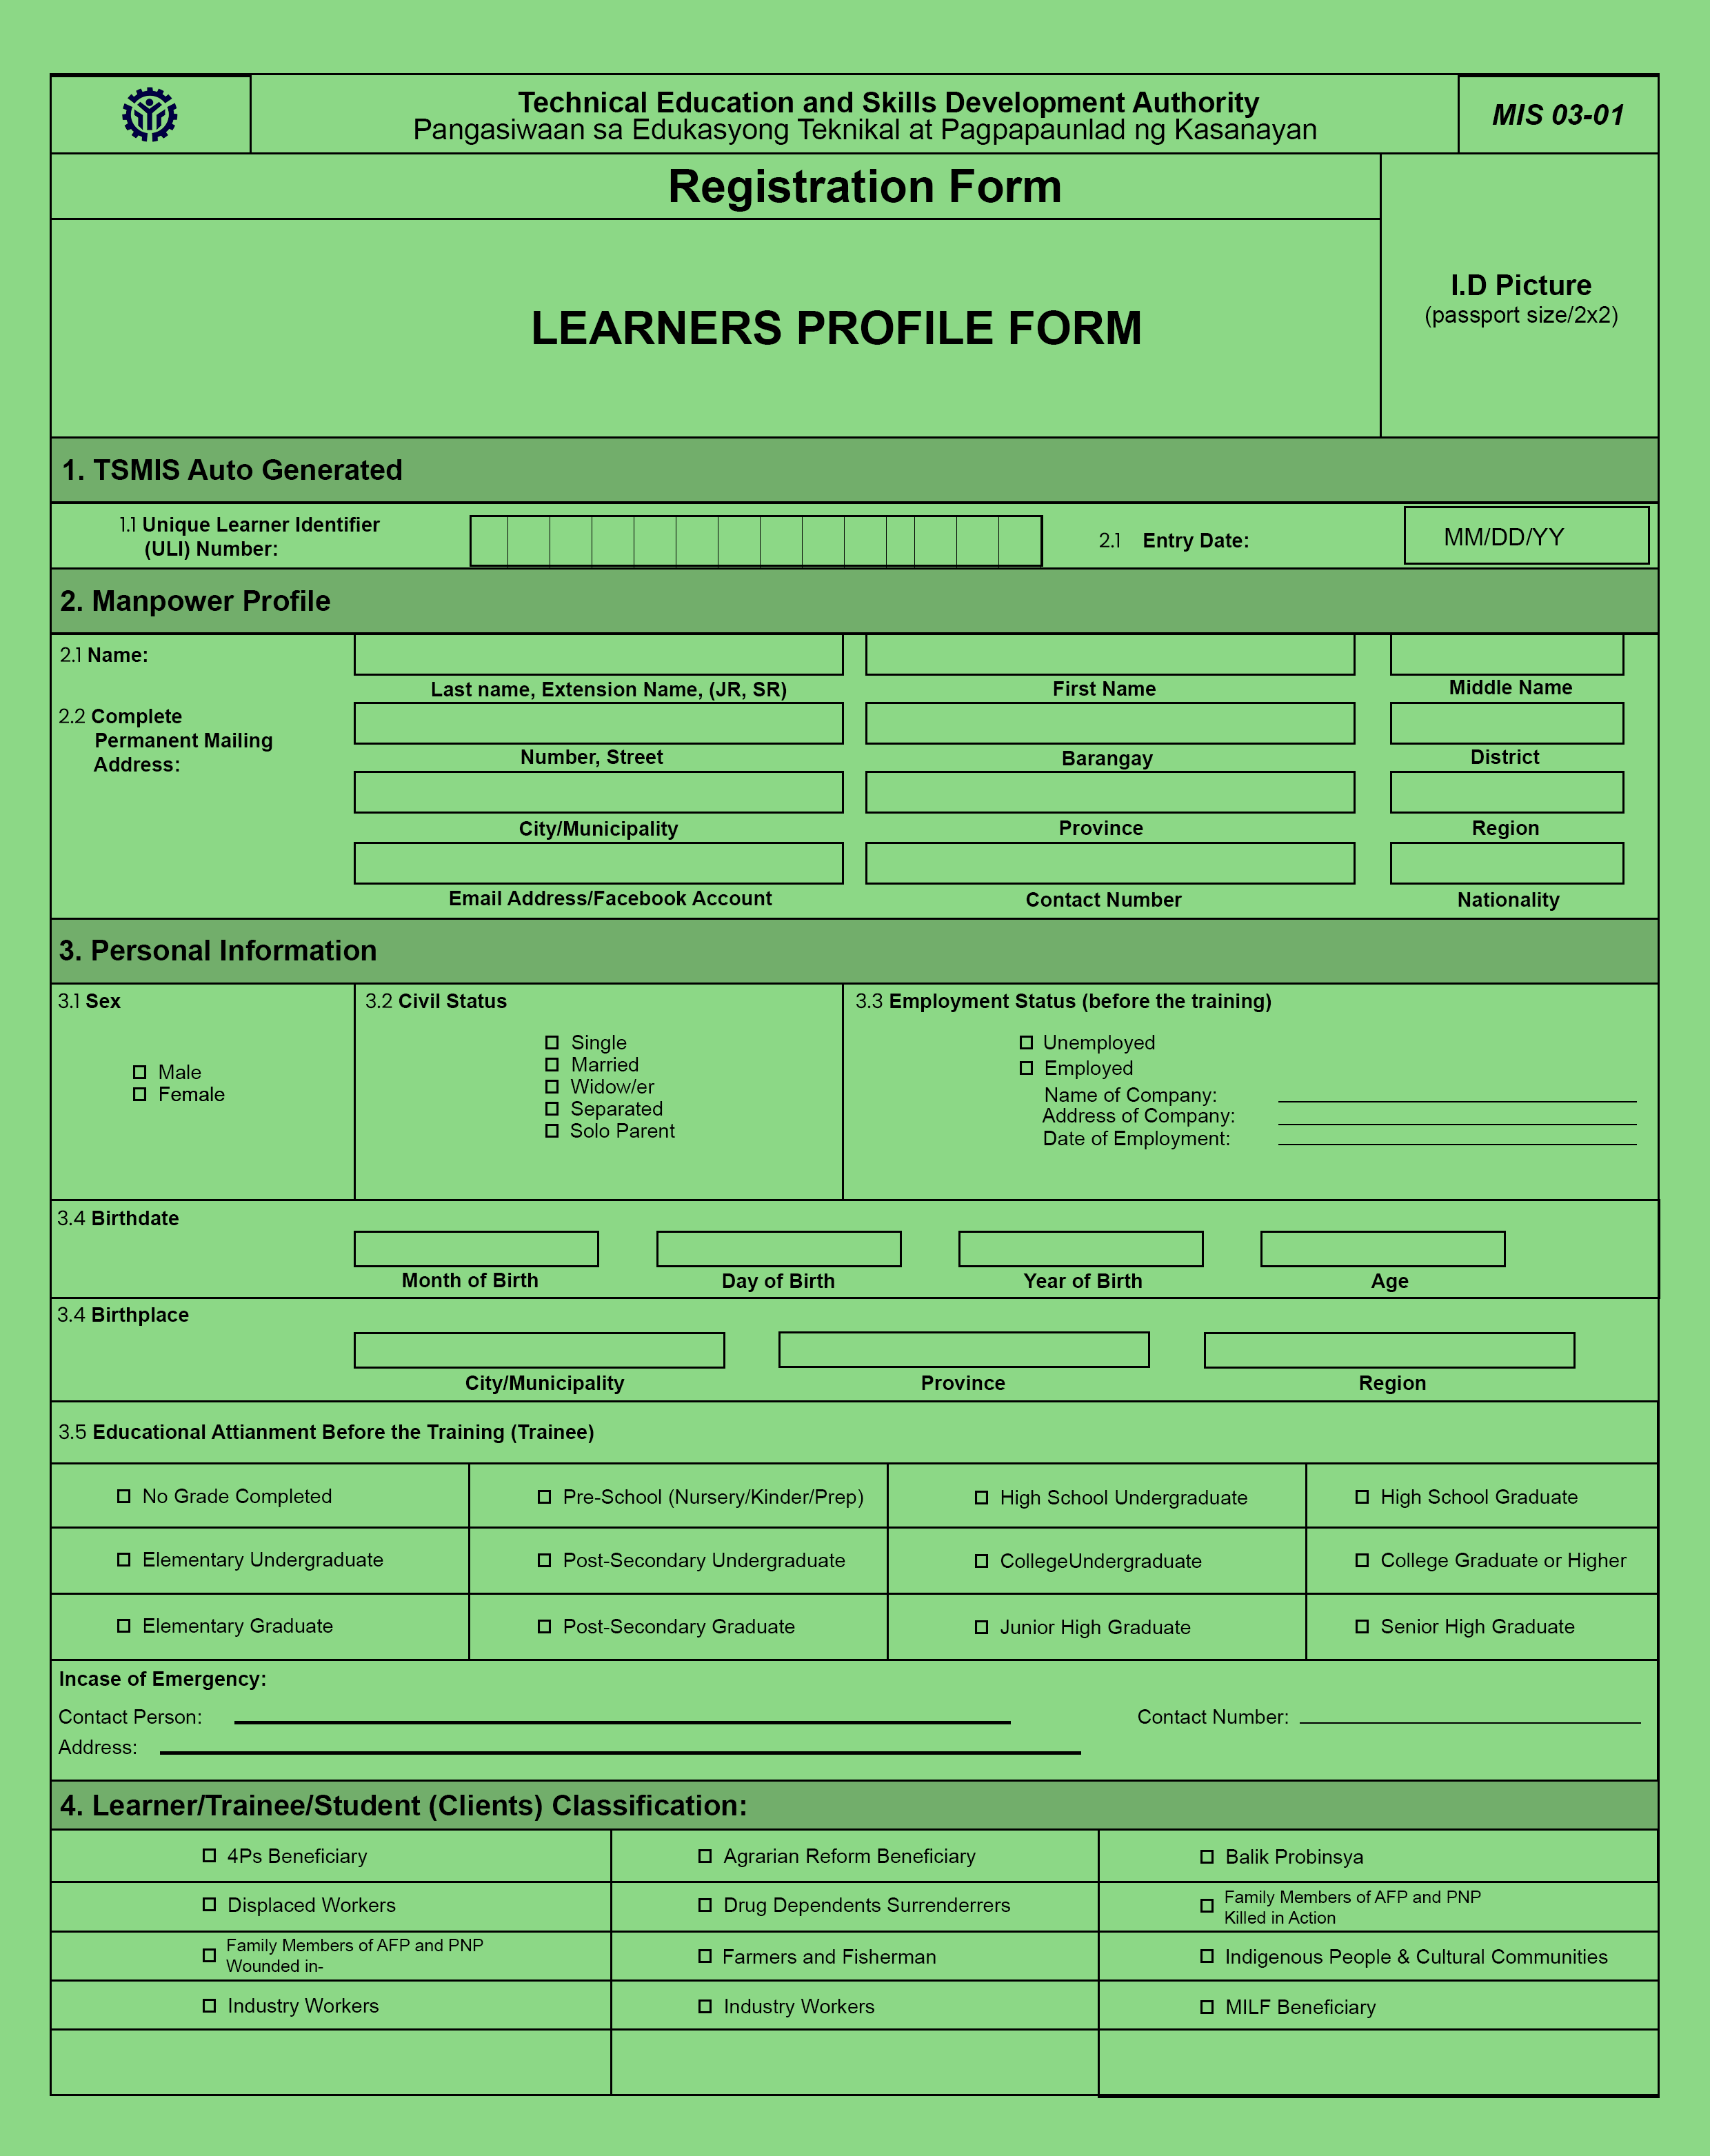 Technical Education and Skills Development Authority
Pangasiwaan sa Edukasyong Teknikal at Pagpapaunlad ng Kasanayan
MIS 03-01
Registration Form
LEARNERS PROFILE FORM
I.D Picture
(passport size/2x2)
1. TSMIS Auto Generated
1.1 Unique Learner Identifier
(ULI) Number:
2.1 Entry Date:
MM/DD/YY
2. Manpower Profile
2.1 Name:
Last name, Extension Name, (JR, SR)
First Name
Middle Name
2.2 Complete
Permanent Mailing
Address:
Number, Street
Barangay
District
City/Municipality
Province
Region
Email Address/Facebook Account
Contact Number
Nationality
3. Personal Information
3.1 Sex
Male
Female
3.2 Civil Status
Single
Married
Widow/er
Separated
Solo Parent
3.3 Employment Status (before the training)
Unemployed
Employed
Name of Company:
Address of Company:
Date of Employment:
3.4 Birthdate
Month of Birth
Day of Birth
Year of Birth
Age
3.4 Birthplace
City/Municipality
Province
Region
3.5 Educational Attianment Before the Training (Trainee)
No Grade Completed
Pre-School (Nursery/Kinder/Prep)
High School Undergraduate
High School Graduate
Elementary Undergraduate
Post-Secondary Undergraduate
CollegeUndergraduate
College Graduate or Higher
Elementary Graduate
Post-Secondary Graduate
Junior High Graduate
Senior High Graduate
Incase of Emergency:
Contact Person:
Contact Number:
Address:
4. Learner/Trainee/Student (Clients) Classification:
4Ps Beneficiary
Agrarian Reform Beneficiary
Balik Probinsya
Displaced Workers
Drug Dependents Surrenderrers
Family Members of AFP and PNP
Killed in Action
Family Members of AFP and PNP
Wounded in-
Farmers and Fisherman
Indigenous People & Cultural Communities
Industry Workers
Industry Workers
MILF Beneficiary